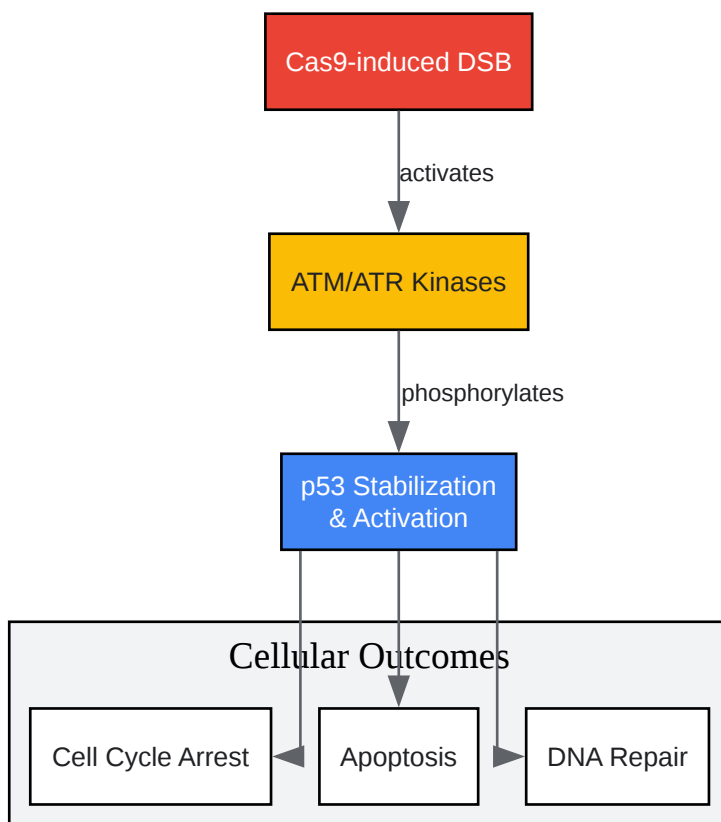 Cas9-induced DSB
activates
ATM/ATR Kinases
phosphorylates
p53 Stabilization
& Activation
Cellular Outcomes
Cell Cycle Arrest
Apoptosis
DNA Repair